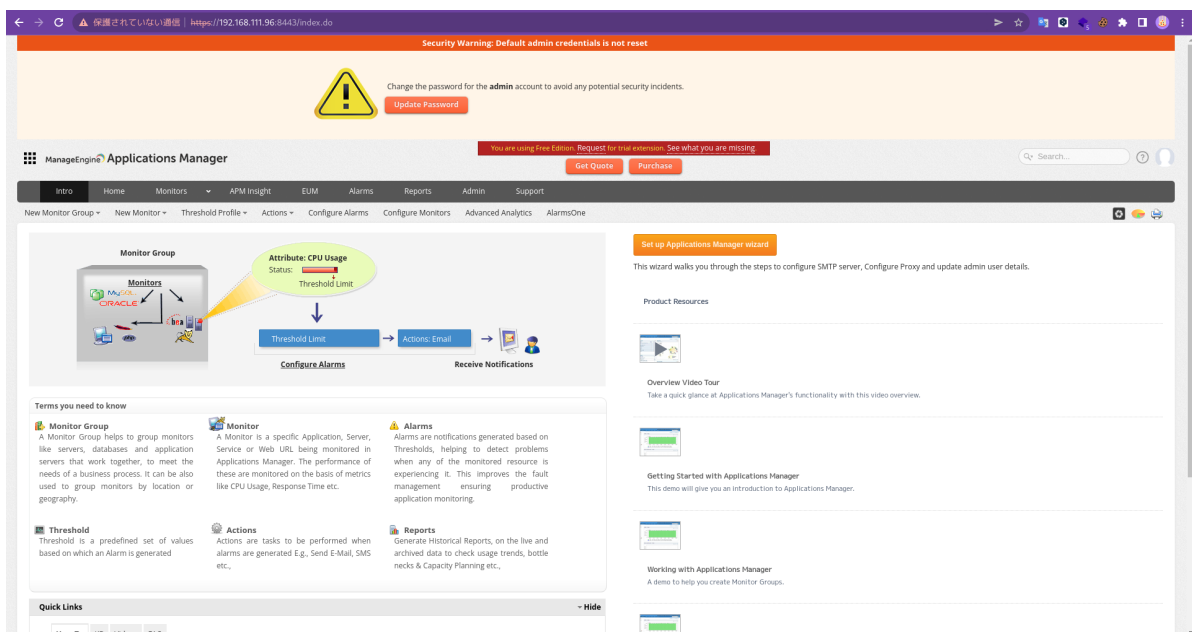 保護されていない通信 | https://192.168.111.96:8443/index.do
Security Warning: Default admin credentials is not reset
Change the password for the admin account to avoid any potential security incidents.
Update Password
ManageEngine Applications Manager
You are using Free Edition. Request for trial extension. See what you are missing
Get Quote Purchase
Search...
Intro Home Monitors APM Insight EUM Alarms Reports Admin Support
New Monitor Group New Monitor Threshold Profile Actions Configure Alarms Configure Monitors Advanced Analytics AlarmsOne
Monitor Group
Monitors
MySQL
ORACLE
php
Attribute: CPU Usage
Status:
Threshold Limit
Threshold Limit
Actions: Email
Configure Alarms
Receive Notifications
Set up Applications Manager wizard
This wizard walks you through the steps to configure SMTP server, Configure Proxy and update admin user details.
Product Resources
Overview Video Tour
Take a quick glance at Applications Manager's functionality with this video overview.
Getting Started with Applications Manager
This demo will give you an introduction to Applications Manager.
Working with Applications Manager
A demo to help you create Monitor Groups.
Terms you need to know
Monitor Group
A Monitor Group helps to group monitors
like servers, databases and application
servers that work together, to meet the
needs of a business process. It can be also
used to group monitors by location or
geography.
Monitor
A Monitor is a specific Application, Server,
Service or Web URL being monitored in
Applications Manager. The performance of
these are monitored on the basis of metrics
like CPU Usage, Response Time etc.
Alarms
Alarms are notifications generated based on
Thresholds, helping to detect problems
when any of the monitored resource is
experiencing it. This improves the fault
management ensuring productive
application monitoring.
Threshold
Threshold is a predefined set of values
based on which an Alarm is generated
Actions
Actions are tasks to be performed when
alarms are generated E.g., Send E-Mail, SMS
etc.,
Reports
Generate Historical Reports, on the live and
archived data to check usage trends, bottle
necks & Capacity Planning etc.,
Quick Links
- Hide